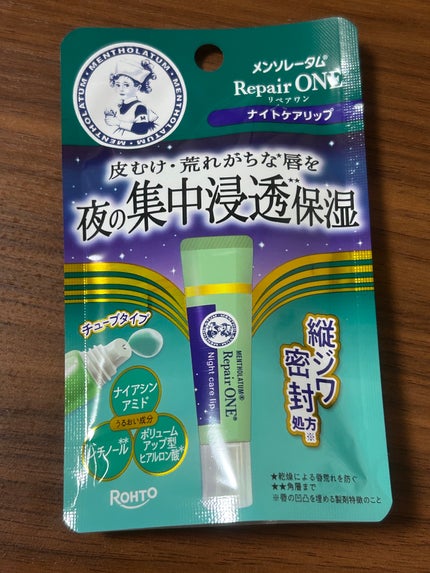 MENTHOLATUM・MENTHOLATUM・MENTHOLATUM
メンソレータム®
Repair ONE
リペアワン
ナイトケアリップ
皮むけ・荒れがちな唇を
夜の集中浸透**保湿
チューブタイプ
MENTHOLATUM®
Repair ONE®
Night care lip
縦ジワ
密封
処方※
ナイアシン
アミド
うるおい成分
ボリューム
アップ型
ヒアルロン酸
ROHTO
★乾燥による唇荒れを防ぐ
★★角層まで
※唇の凹凸を埋める製剤特徴のこと